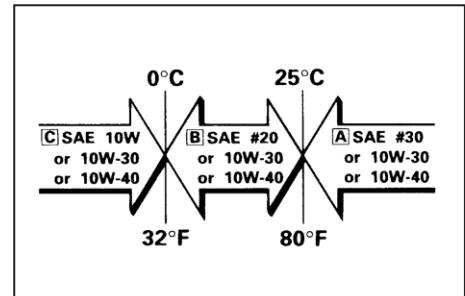 0°C 25°C
C SAE 10W B SAE #20 A SAE #30
or 10W-30 or 10W-30 or 10W-30
or 10W-40 or 10W-40 or 10W-40
32°F 80°F